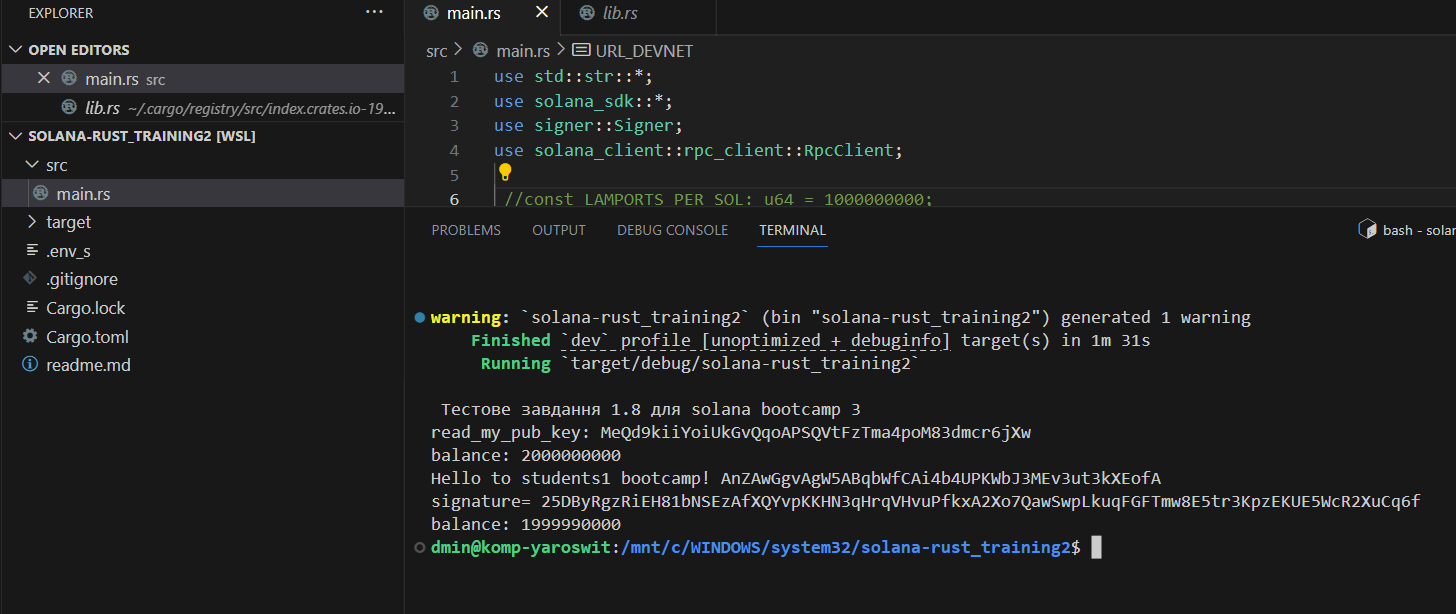 EXPLORER
OPEN EDITORS
main.rs src
lib.rs ~/.cargo/registry/src/index.crates.io-19...
SOLANA-RUST_TRAINING2 [WSL]
src
main.rs
target
.env_s
.gitignore
Cargo.lock
Cargo.toml
readme.md
main.rs
lib.rs
src > main.rs > URL_DEVNET
1 use std::str::*;
2 use solana_sdk::*;
3 use signer::Signer;
4 use solana_client::rpc_client::RpcClient;
5
6 //const LAMPORTS_PER_SOL: u64 = 1000000000;
PROBLEMS OUTPUT DEBUG CONSOLE TERMINAL
bash - solar
warning: `solana-rust_training2` (bin "solana-rust_training2") generated 1 warning
Finished `dev` profile [unoptimized + debuginfo] target(s) in 1m 31s
Running `target/debug/solana-rust_training2`
Тестове завдання 1.8 для solana bootcamp 3
read_my_pub_key: MeQd9kiiYoiUkGvQqoAPSQVtFzTma4poM83dmcr6jXw
balance: 2000000000
Hello to students1 bootcamp! AnZAwGgvAgW5ABqbWfCAi4b4UPKWbJ3MEv3ut3kXEofA
signature= 25DByRgzRiEH81bNSEzAfXQYvpKKHN3qHrqVHvuPfkxA2Xo7QawSwpLkuqFGFTmw8E5tr3KpzEKUE5WcR2XuCq6f
balance: 1999990000
dmin@komp-yaroswit:/mnt/c/WINDOWS/system32/solana-rust_training2$